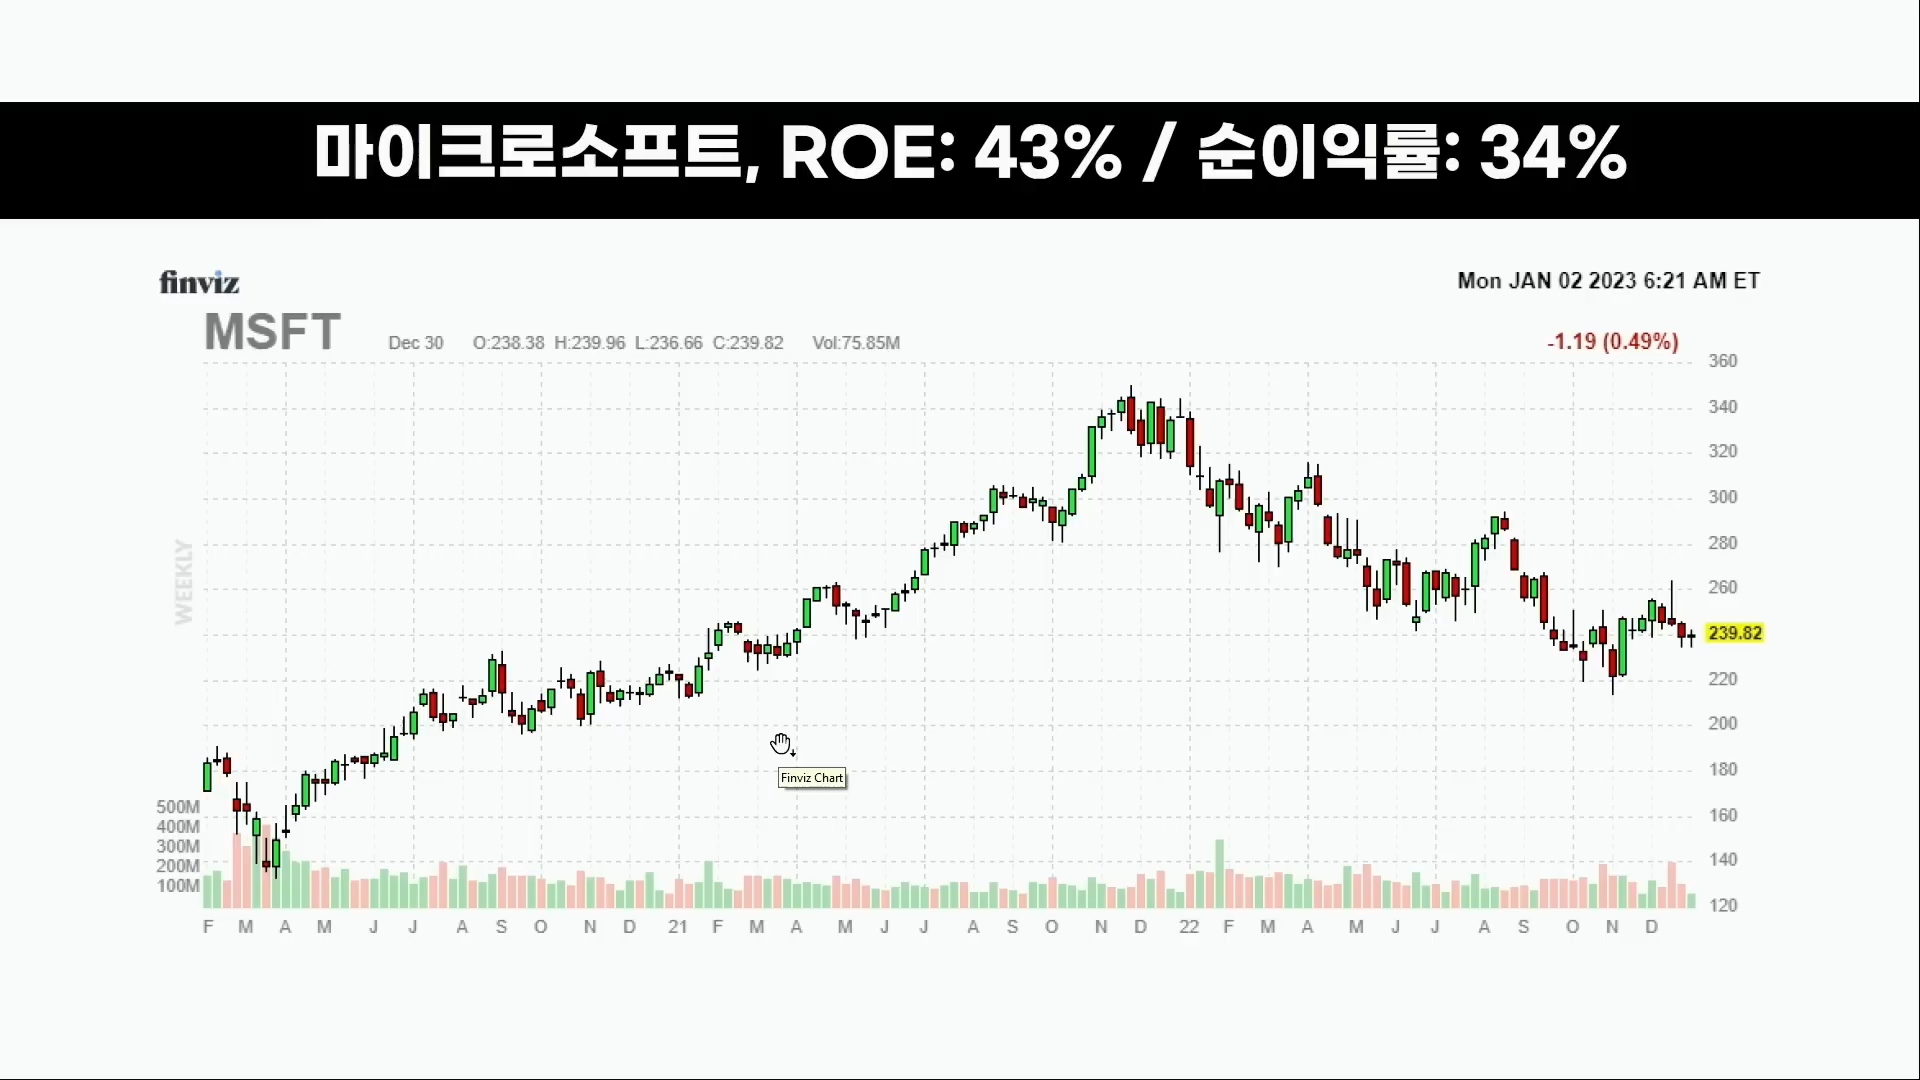 마이크로소프트, ROE: 43% / 순이익률: 34%
finviz
Mon JAN 02 2023 6:21 AM ET
MSFT
Dec 30 O:238.38 H:239.96 L:236.66 C:239.82 Vol:75.85M
-1.19 (0.49%)
360
340
320
300
280
260
239.82
220
200
180
160
140
120
WEEKLY
Finviz Chart
500M
400M
300M
200M
100M
F M A M J J A S O N D 21 F M A M J J A S O N D 22 F M A M J J A S O N D